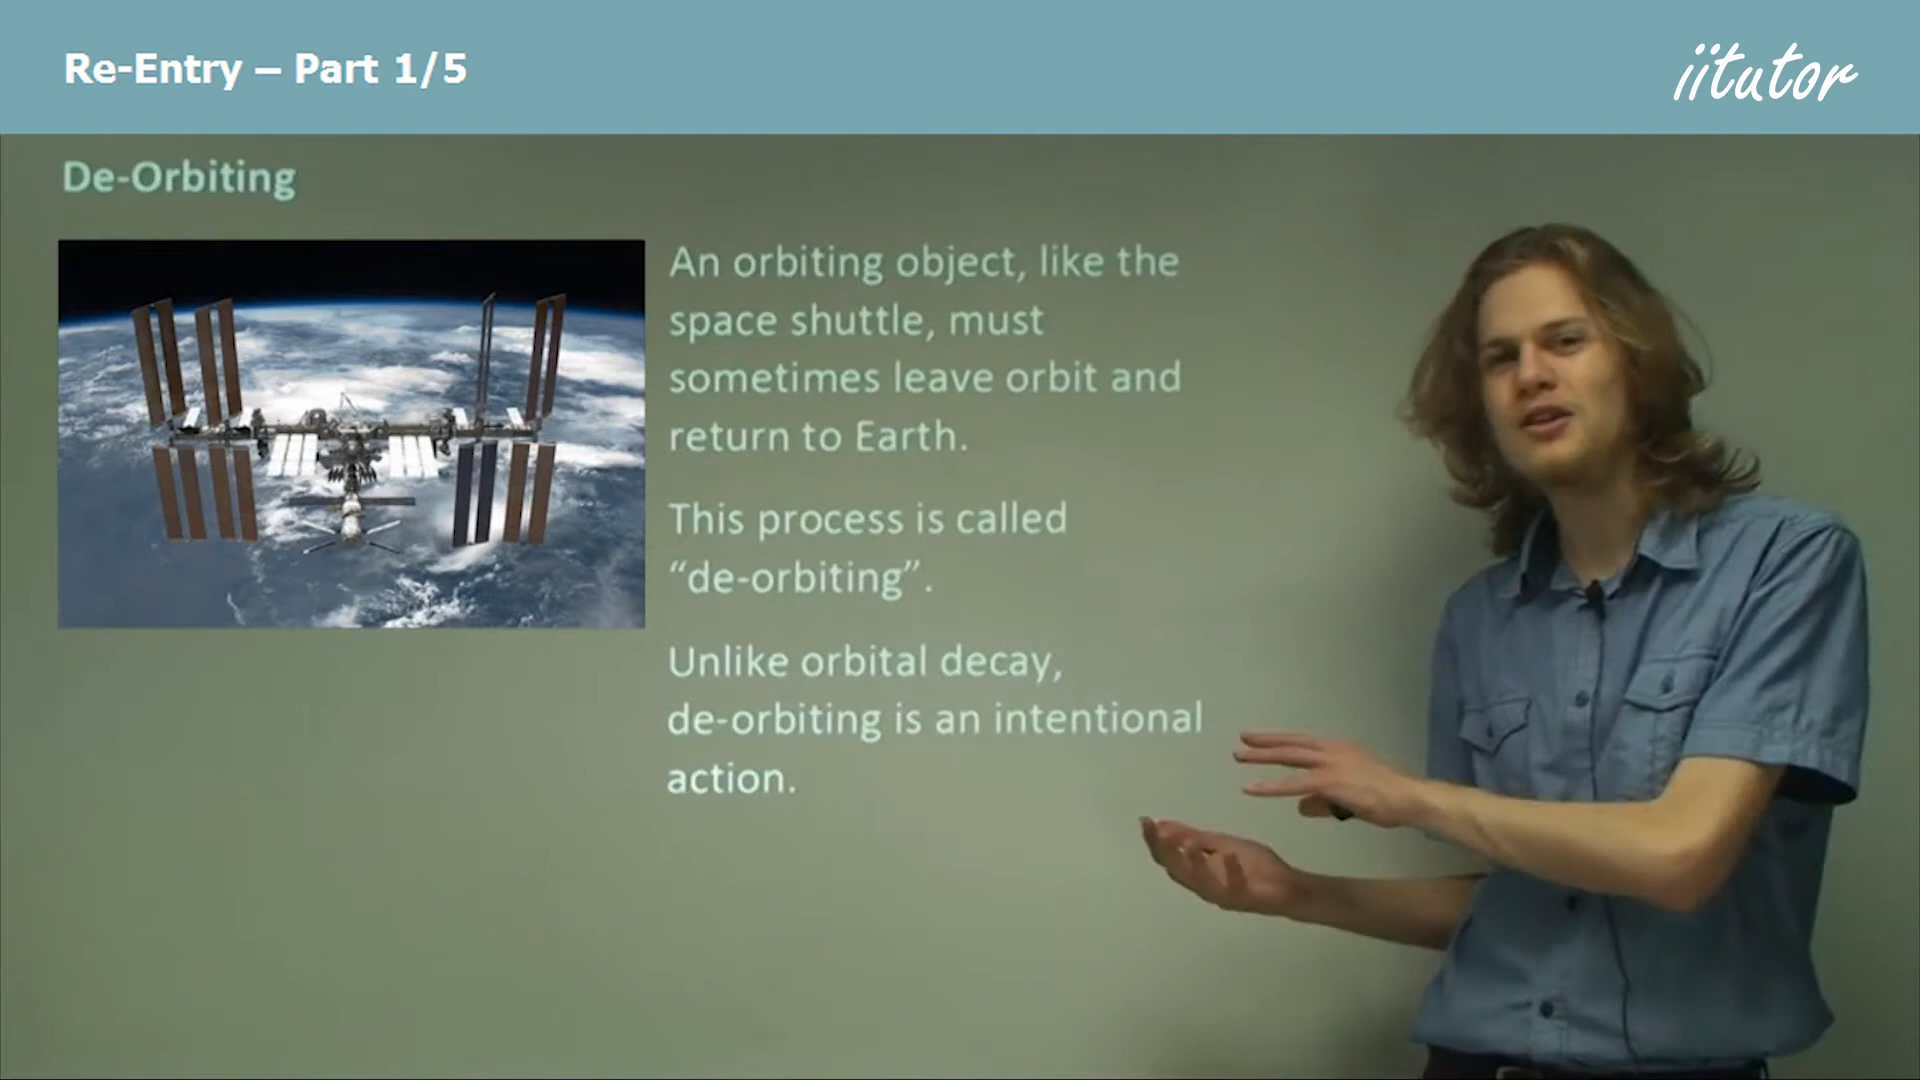 Re-Entry – Part 1/5
iitutor
De-Orbiting
An orbiting object, like the
space shuttle, must
sometimes leave orbit and
return to Earth.
This process is called
“de-orbiting”.
Unlike orbital decay,
de-orbiting is an intentional
action.